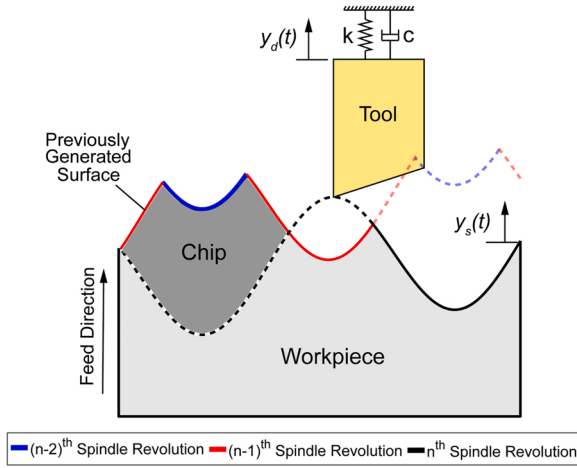 y_d(t)
k
c
Tool
Previously
Generated
Surface
y_s(t)
Chip
Feed Direction
Workpiece
(n-2)th Spindle Revolution
(n-1)th Spindle Revolution
nth Spindle Revolution